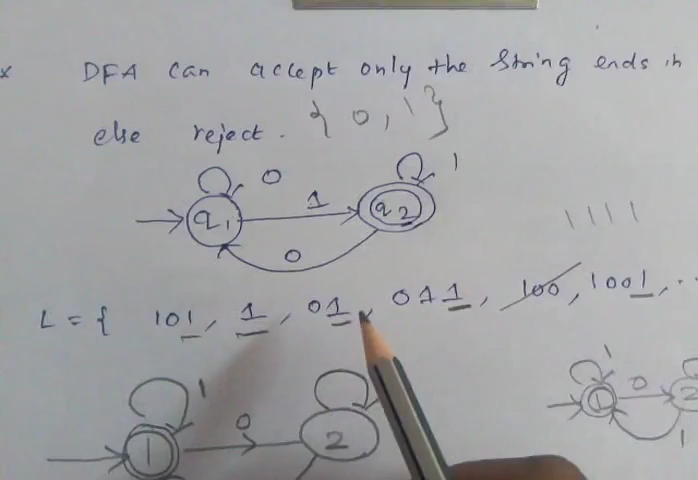 x DFA can accept only the string ends in
else reject. {0,1}
0 1 1
q1 q2
0
1111
L = { 101, 1, 01, 011, 100, 1001, ..
1 0 1 2
1 0 1 2
1